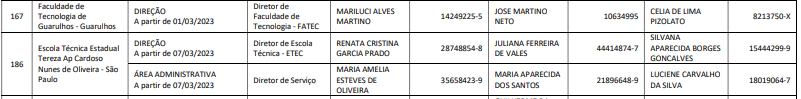 167
Faculdade de
Tecnologia de
Guarulhos - Guarulhos
DIREÇÃO
A partir de 01/03/2023
Diretor de
Faculdade de
Tecnologia - FATEC
MARILUCI ALVES
MARTINO
14249225-5
JOSE MARTINO
NETO
10634995
CELIA DE LIMA
PIZOLATO
8213750-X
186
Escola Técnica Estadual
Tereza Ap Cardoso
Nunes de Oliveira - São
Paulo
DIREÇÃO
A partir de 07/03/2023
Diretor de Escola
Técnica - ETEC
RENATA CRISTINA
GARCIA PRADO
28748854-8
JULIANA FERREIRA
DE VALES
44414874-7
SILVANA
APARECIDA BORGES
GONCALVES
15444299-9
ÁREA ADMINISTRATIVA
A partir de 07/03/2023
Diretor de Serviço
MARIA AMELIA
ESTEVES DE
OLIVEIRA
35658423-9
MARIA APARECIDA
DOS SANTOS
21896648-9
LUCIENE CARVALHO
DA SILVA
18019064-7